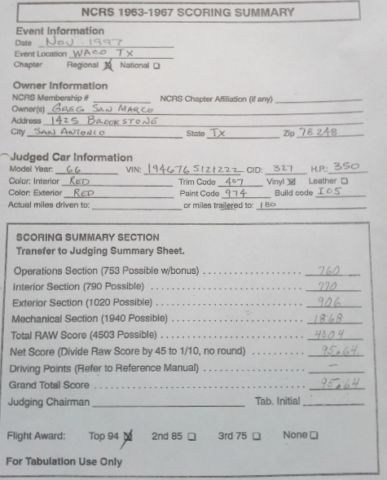 NCRS 1963-1967 SCORING SUMMARY
Event Information
Date Nov. 1997
Event Location WACO TX
Chapter Regional ☒ National ☐
Owner Information
NCRS Membership # NCRS Chapter Affiliation (if any)
Owner(s) GREG SAN MARCO
Address 1425 BROOKSTONE
City SAN ANTONIO State TX Zip 78248
Judged Car Information
Model Year: 66 VIN: 194676S121222 CID: 327 H.P.: 350
Color: Interior RED Trim Code 407 Vinyl ☒ Leather ☐
Color: Exterior RED Paint Code 974 Build code I05
Actual miles driven to: or miles trailered to: 180
SCORING SUMMARY SECTION
Transfer to Judging Summary Sheet.
Operations Section (753 Possible w/bonus) 760
Interior Section (790 Possible) 770
Exterior Section (1020 Possible) 906
Mechanical Section (1940 Possible) 1868
Total RAW Score (4503 Possible) 4304
Net Score (Divide Raw Score by 45 to 1/10, no round) 95.64
Driving Points (Refer to Reference Manual) —
Grand Total Score 95.64
Judging Chairman Tab. Initial
Flight Award: Top 94 ☒ 2nd 85 ☐ 3rd 75 ☐ None ☐
For Tabulation Use Only